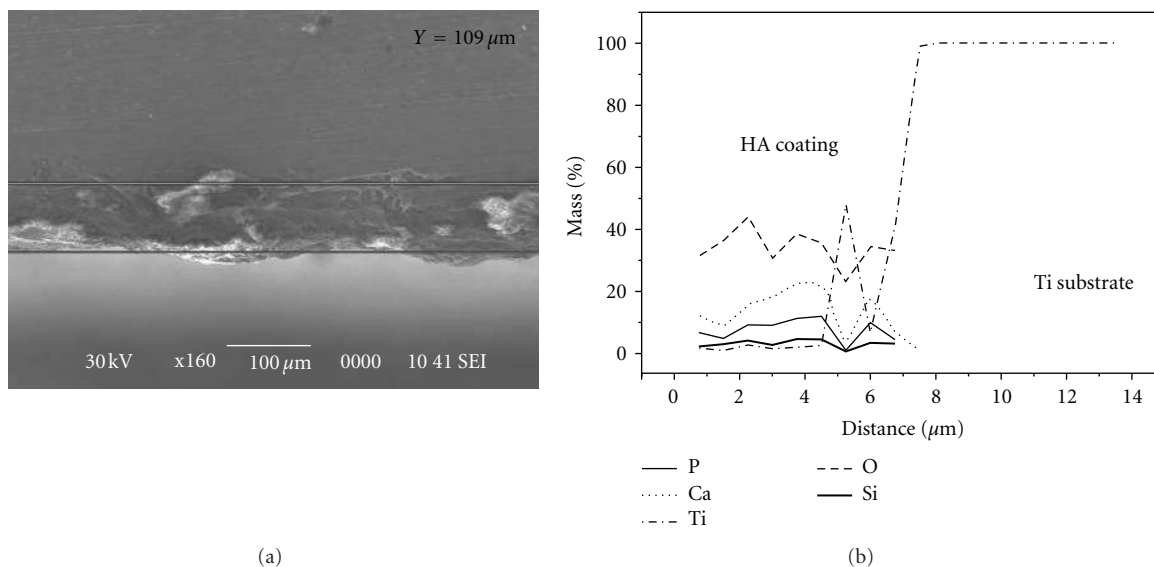 Y = 109 μm
30 kV x160 100 μm 0000 10 41 SEI
(a)
100
80
60
40
20
0
Mass (%)
HA coating
Ti substrate
0 2 4 6 8 10 12 14
Distance (μm)
P O
Ca Si
Ti
(b)